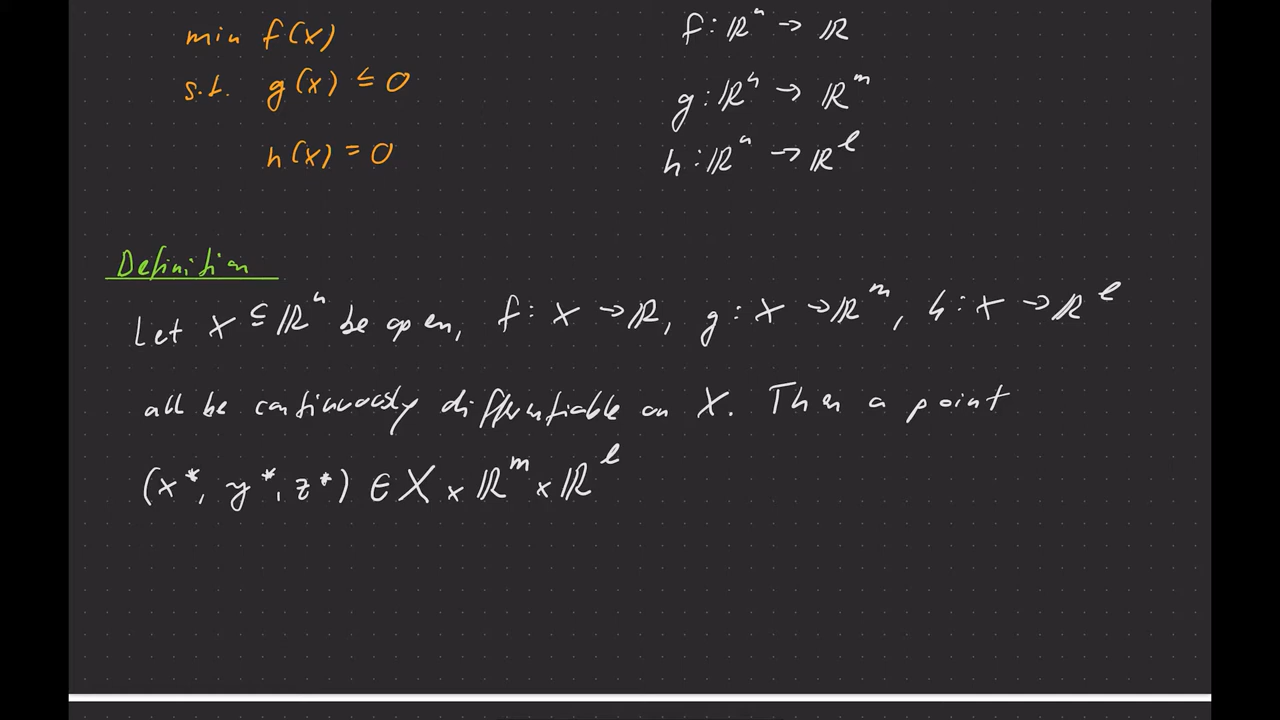 min f(x) f: ℝⁿ → ℝ
s.t. g(x) ≤ 0 g: ℝⁿ → ℝᵐ
h(x) = 0 h: ℝⁿ → ℝˡ
Definition
Let X ⊆ ℝⁿ be open, f: X → ℝ, g: X → ℝᵐ, h: X → ℝˡ
all be continuously differentiable on X. Then a point
(x*, y*, z*) ∈ X × ℝᵐ × ℝˡ